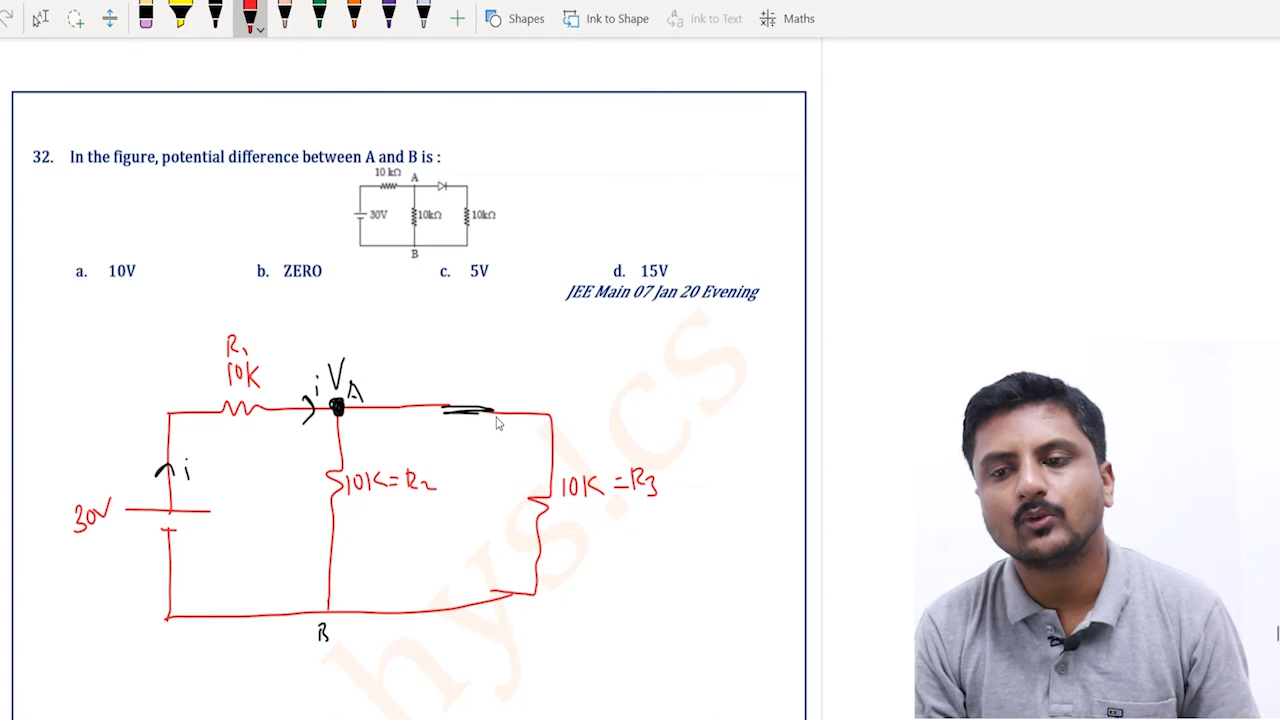 Shapes Ink to Shape Ink to Text Maths
32. In the figure, potential difference between A and B is :
10 kΩ A
30V 10kΩ 10kΩ
B
a. 10V b. ZERO c. 5V d. 15V
JEE Main 07 Jan 20 Evening
R₁
10K
i V_A
i
10K=R₂ 10K =R3
30V
B
hysics